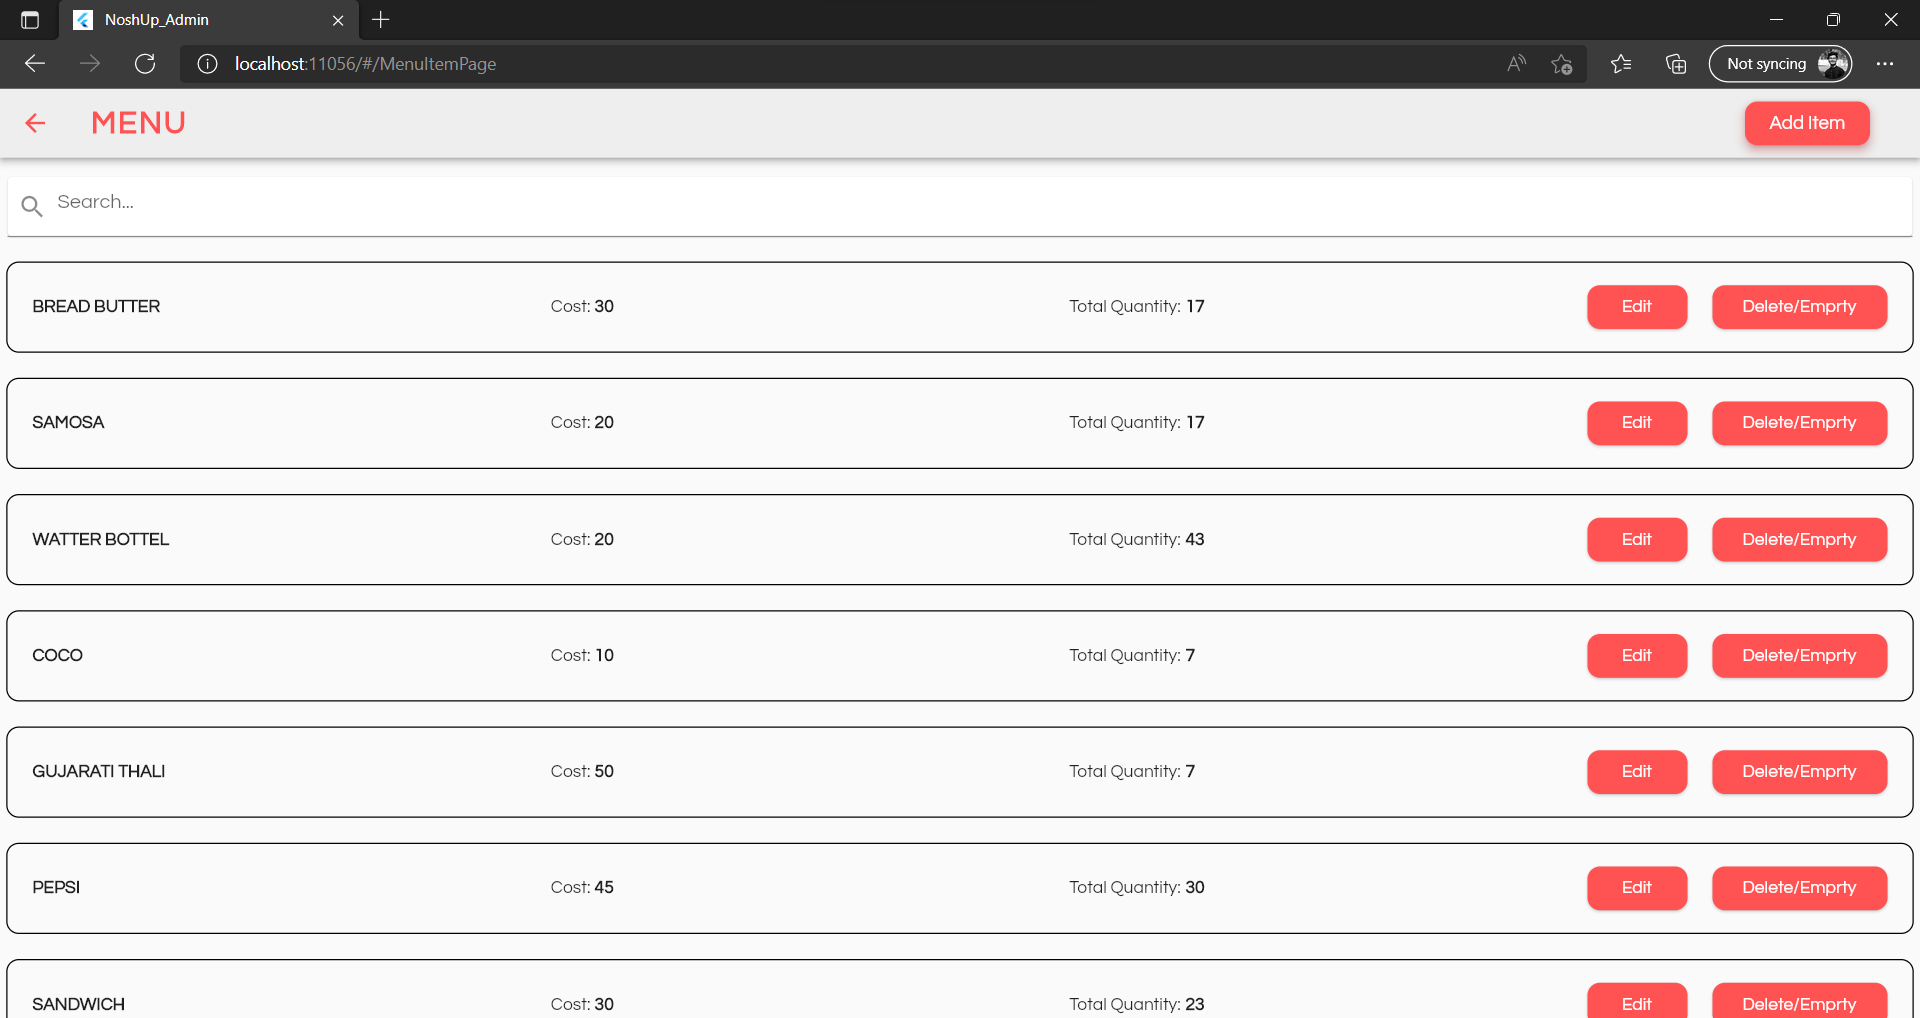 NoshUp_Admin
localhost:11056/#/MenuItemPage
Not syncing
MENU
Add Item
Search...
BREAD BUTTER Cost: 30 Total Quantity: 17 Edit Delete/Emprty
SAMOSA Cost: 20 Total Quantity: 17 Edit Delete/Emprty
WATTER BOTTEL Cost: 20 Total Quantity: 43 Edit Delete/Emprty
COCO Cost: 10 Total Quantity: 7 Edit Delete/Emprty
GUJARATI THALI Cost: 50 Total Quantity: 7 Edit Delete/Emprty
PEPSI Cost: 45 Total Quantity: 30 Edit Delete/Emprty
SANDWICH Cost: 30 Total Quantity: 23 Edit Delete/Emprty